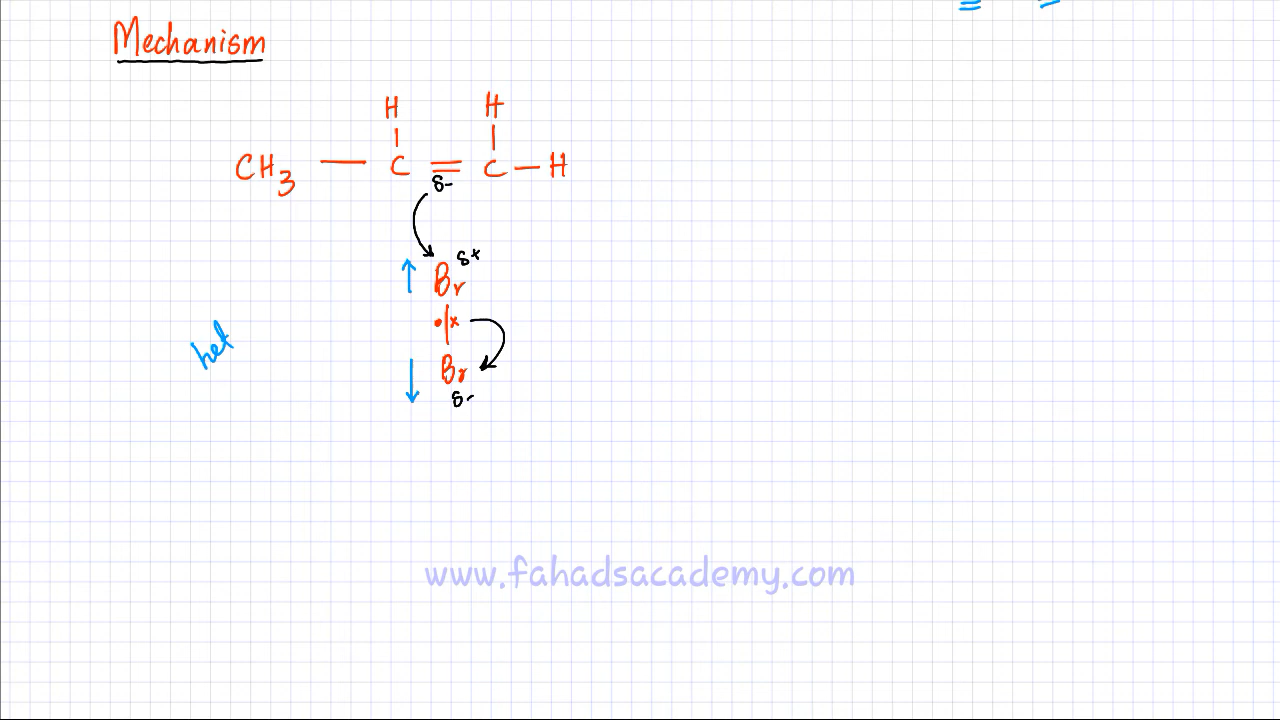 Mechanism
H H
CH3 — C = C — H
δ-
Br δ+
•|x
Br
δ-
het
www.fahadsacademy.com